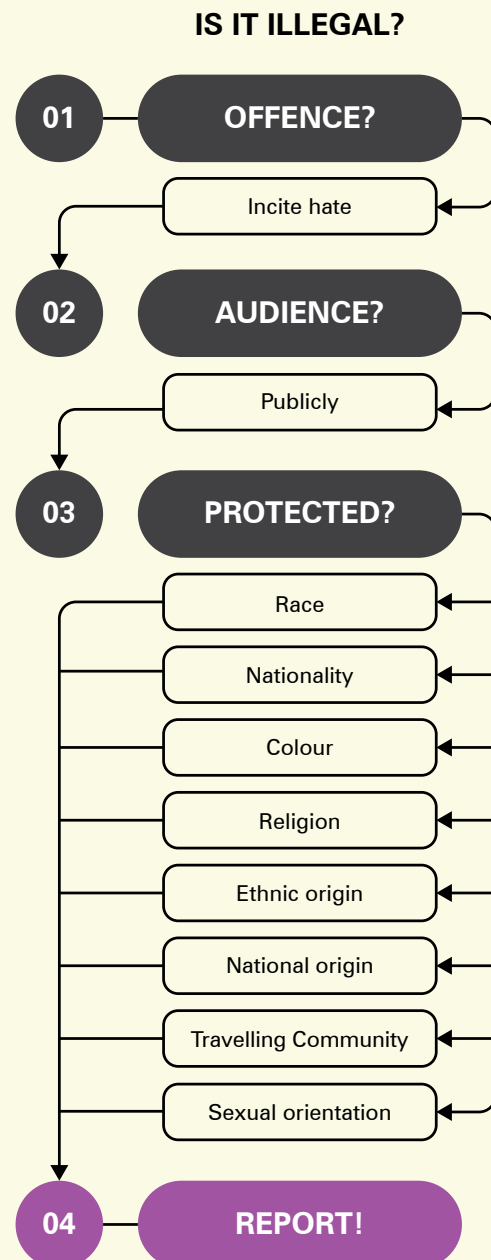 IS IT ILLEGAL?
01
OFFENCE?
Incite hate
02
AUDIENCE?
Publicly
03
PROTECTED?
Race
Nationality
Colour
Religion
Ethnic origin
National origin
Travelling Community
Sexual orientation
04
REPORT!